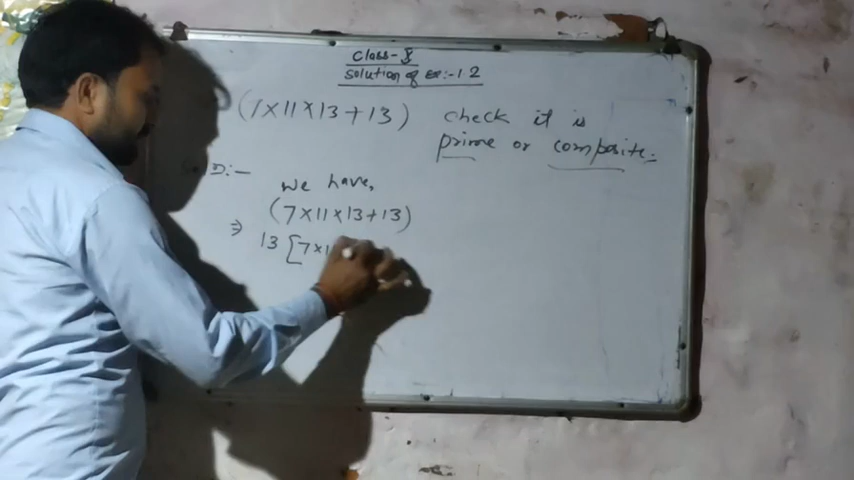 Class-X
Solution of Ex:-1.2
(7×11×13+13) check it is
prime or composite.
D:-
we have,
(7×11×13+13)
⇒
13 [7×1